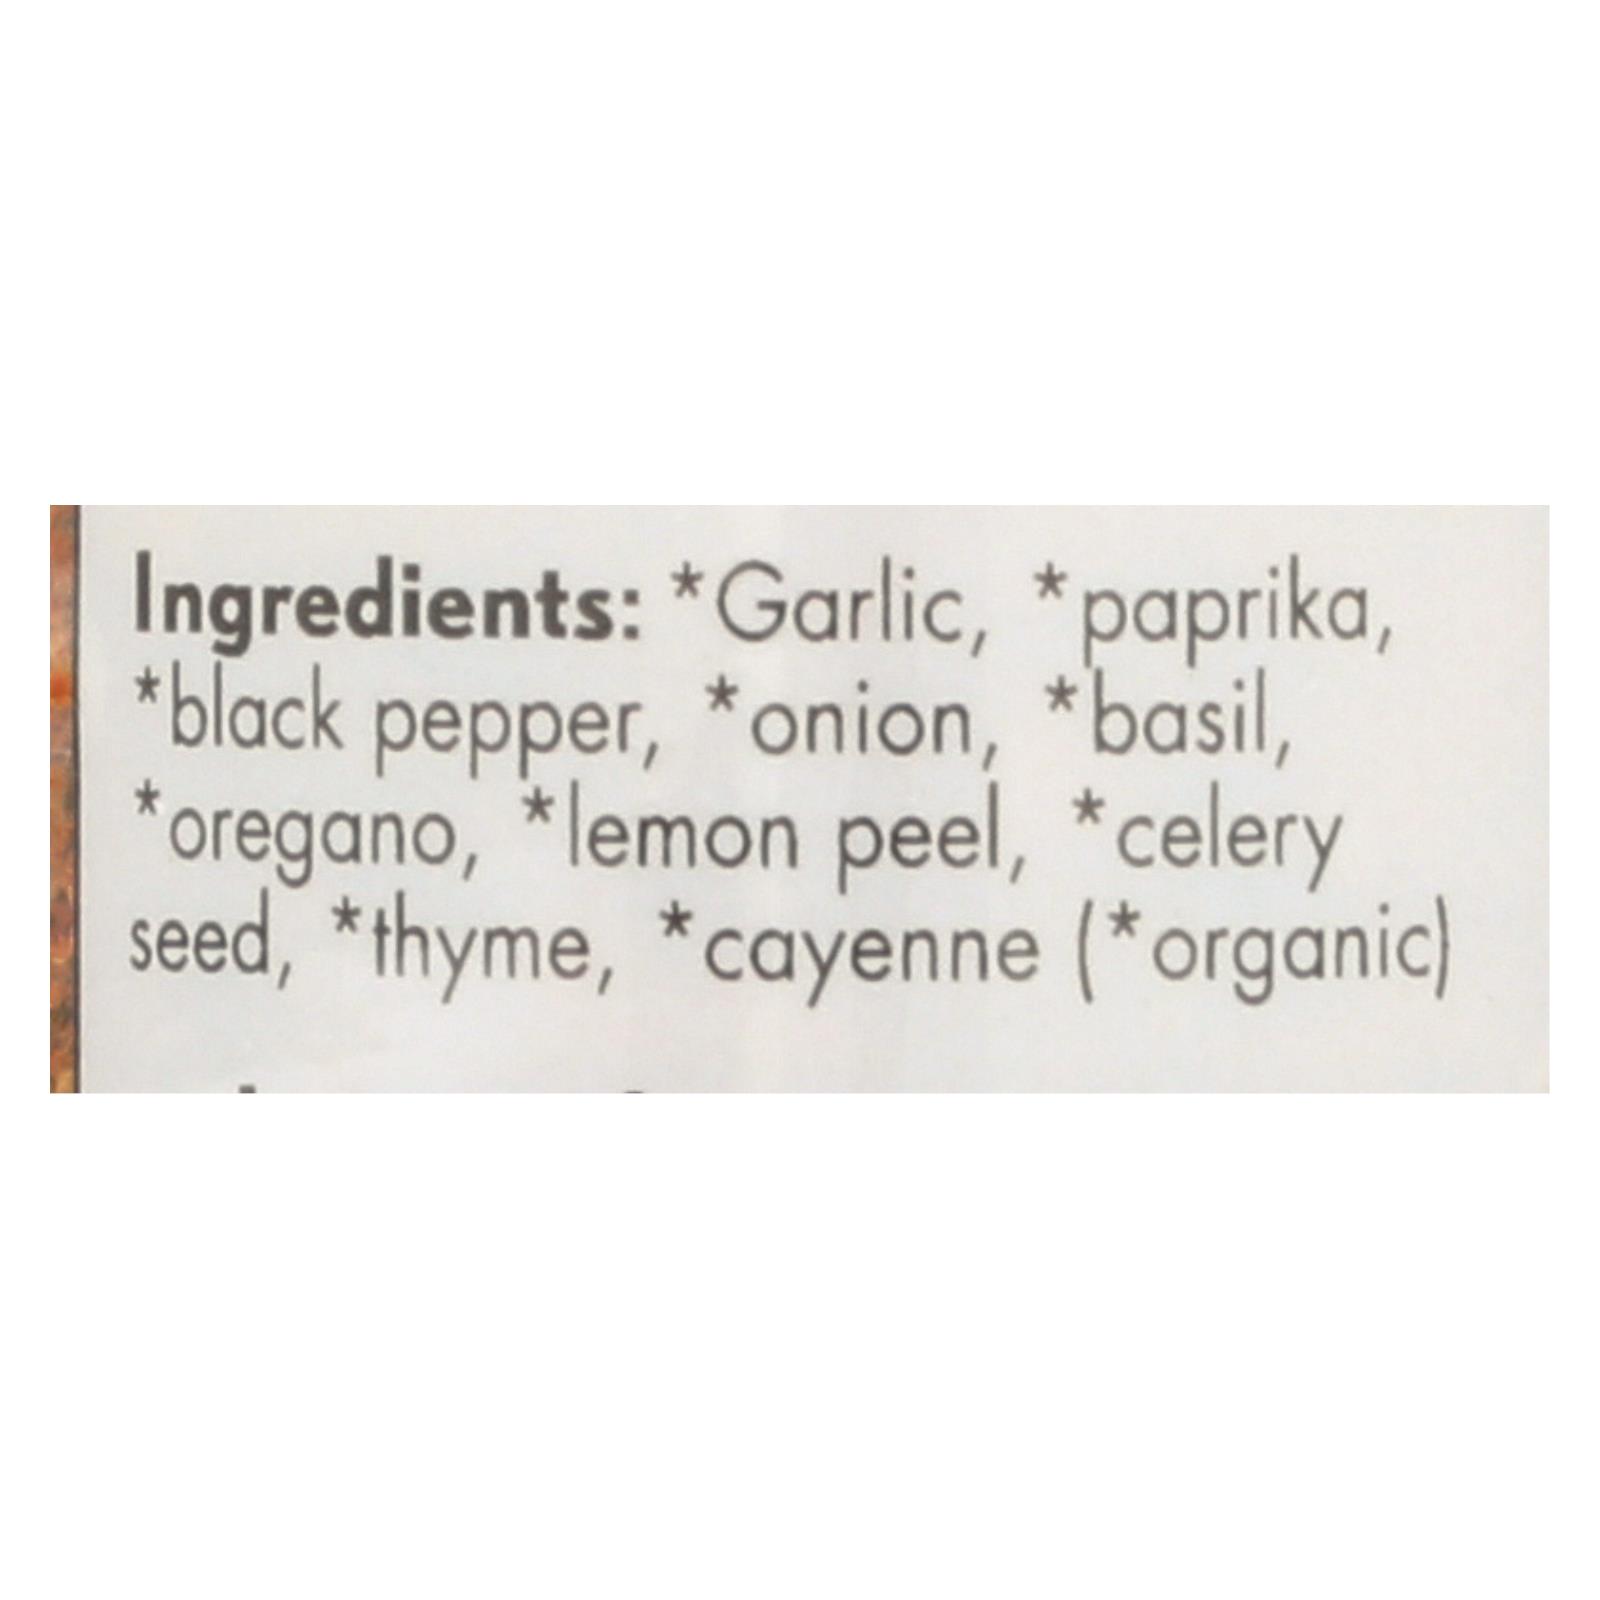 Ingredients: *Garlic, *paprika,
*black pepper, *onion, *basil,
*oregano, *lemon peel, *celery
seed, *thyme, *cayenne (*organic)